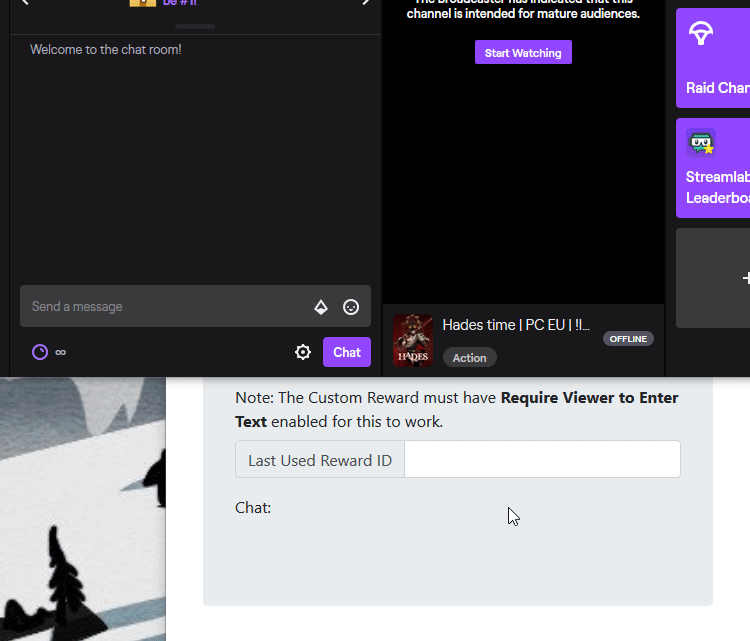 be #1!
Welcome to the chat room!
Send a message
∞
Chat
The broadcaster has indicated that this
channel is intended for mature audiences.
Start Watching
HADES
Hades time | PC EU | !l...
Action
OFFLINE
Raid Chan
Streamlab
Leaderboa
Note: The Custom Reward must have Require Viewer to Enter
Text enabled for this to work.
Last Used Reward ID
Chat: